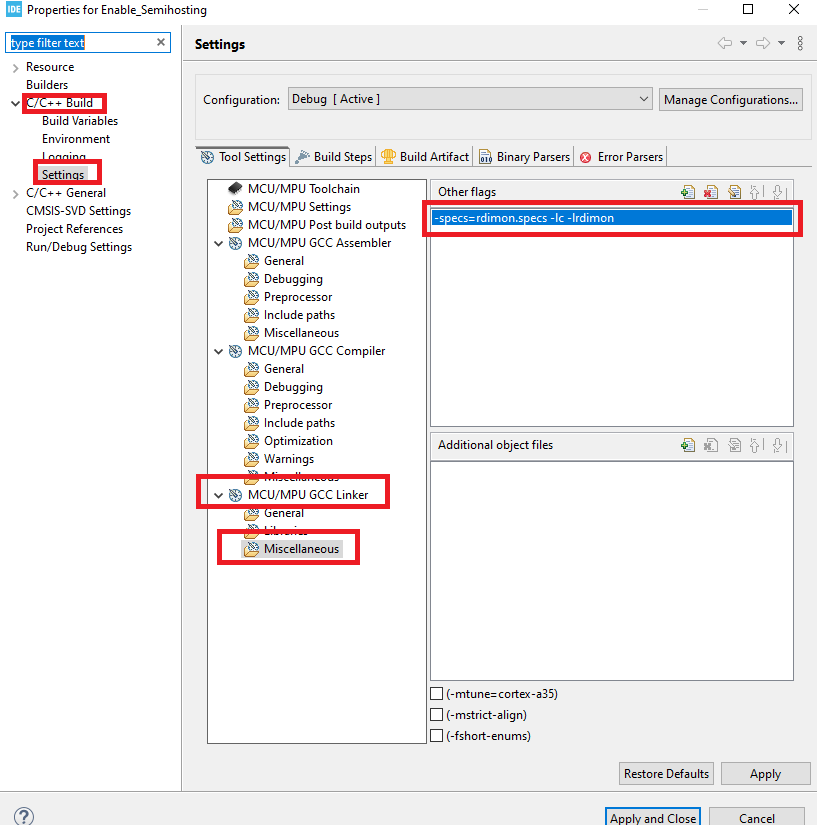 IDE Properties for Enable_Semihosting
type filter text
Resource
Builders
C/C++ Build
Build Variables
Environment
Logging
Settings
C/C++ General
CMSIS-SVD Settings
Project References
Run/Debug Settings
Settings
Configuration: Debug [ Active ] Manage Configurations...
Tool Settings Build Steps Build Artifact Binary Parsers Error Parsers
MCU/MPU Toolchain
MCU/MPU Settings
MCU/MPU Post build outputs
MCU/MPU GCC Assembler
General
Debugging
Preprocessor
Include paths
Miscellaneous
MCU/MPU GCC Compiler
General
Debugging
Preprocessor
Include paths
Optimization
Warnings
Miscellaneous
MCU/MPU GCC Linker
General
Libraries
Miscellaneous
Other flags
-specs=rdimon.specs -lc -lrdimon
Additional object files
(-mtune=cortex-a35)
(-mstrict-align)
(-fshort-enums)
Restore Defaults Apply
? Apply and Close Cancel